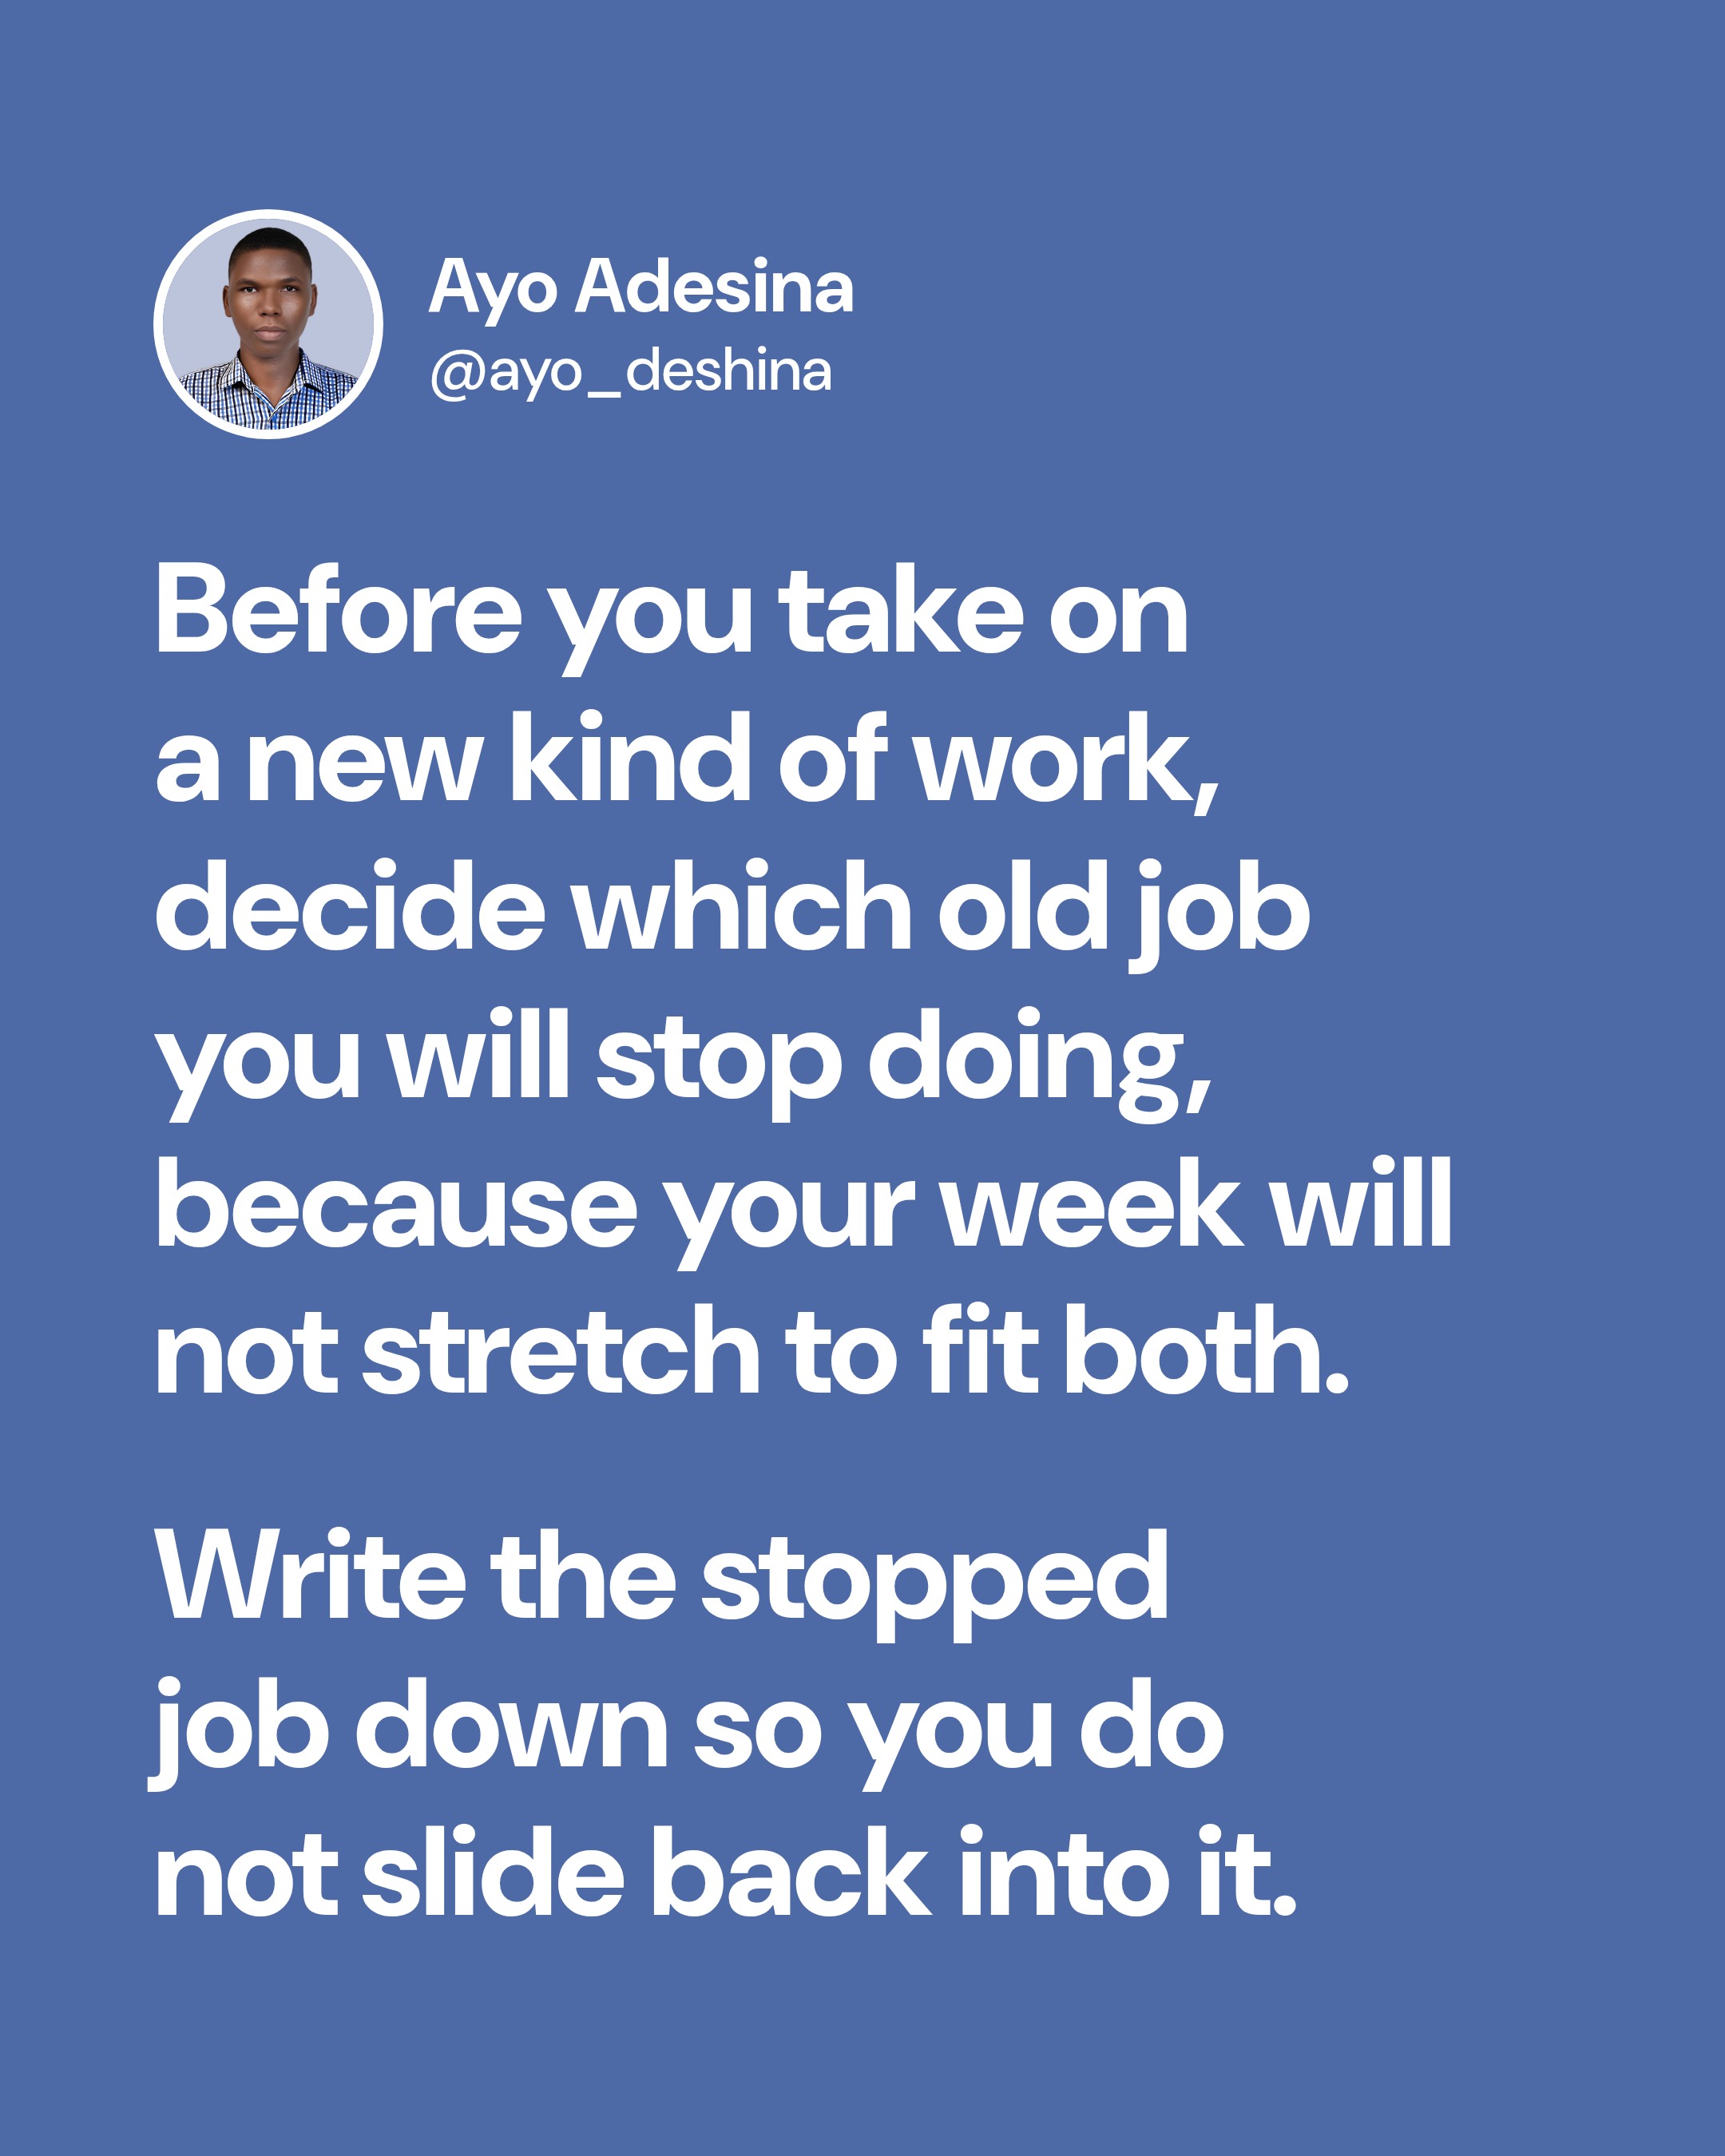 Ayo Adesina
@ayo_deshina
Before you take on
a new kind of work,
decide which old job
you will stop doing,
because your week will
not stretch to fit both.
Write the stopped
job down so you do
not slide back into it.